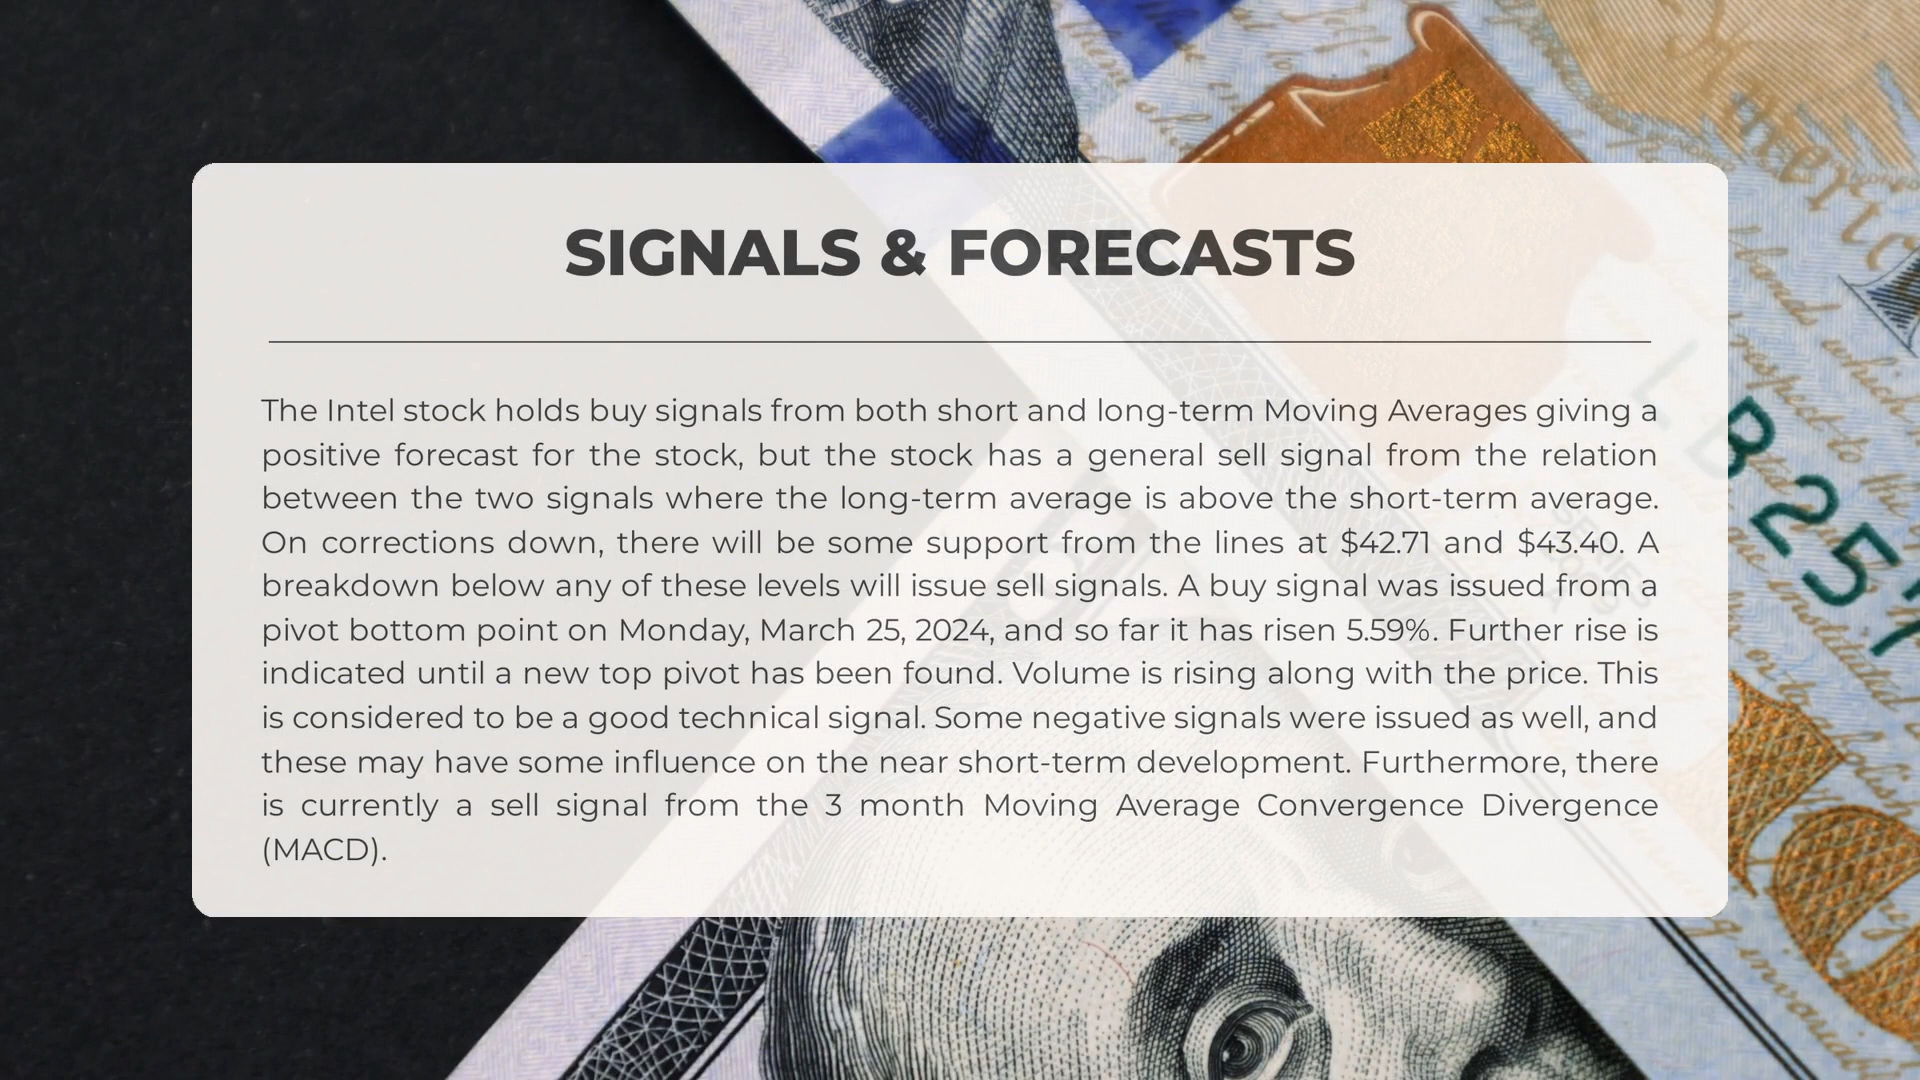 SIGNALS & FORECASTS
The Intel stock holds buy signals from both short and long-term Moving Averages giving a
positive forecast for the stock, but the stock has a general sell signal from the relation
between the two signals where the long-term average is above the short-term average.
On corrections down, there will be some support from the lines at $42.71 and $43.40. A
breakdown below any of these levels will issue sell signals. A buy signal was issued from a
pivot bottom point on Monday, March 25, 2024, and so far it has risen 5.59%. Further rise is
indicated until a new top pivot has been found. Volume is rising along with the price. This
is considered to be a good technical signal. Some negative signals were issued as well, and
these may have some influence on the near short-term development. Furthermore, there
is currently a sell signal from the 3 month Moving Average Convergence Divergence
(MACD).